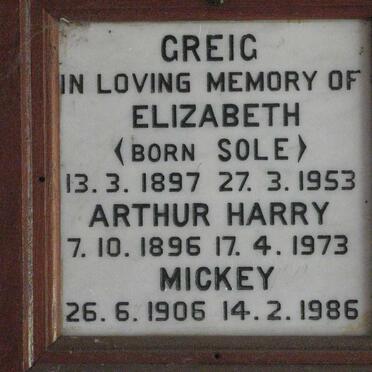 GREIG
IN LOVING MEMORY OF
ELIZABETH
(BORN SOLE)
13. 3. 1897 27. 3. 1953
ARTHUR HARRY
7. 10. 1896 17. 4. 1973
MICKEY
26. 6. 1906 14. 2. 1986